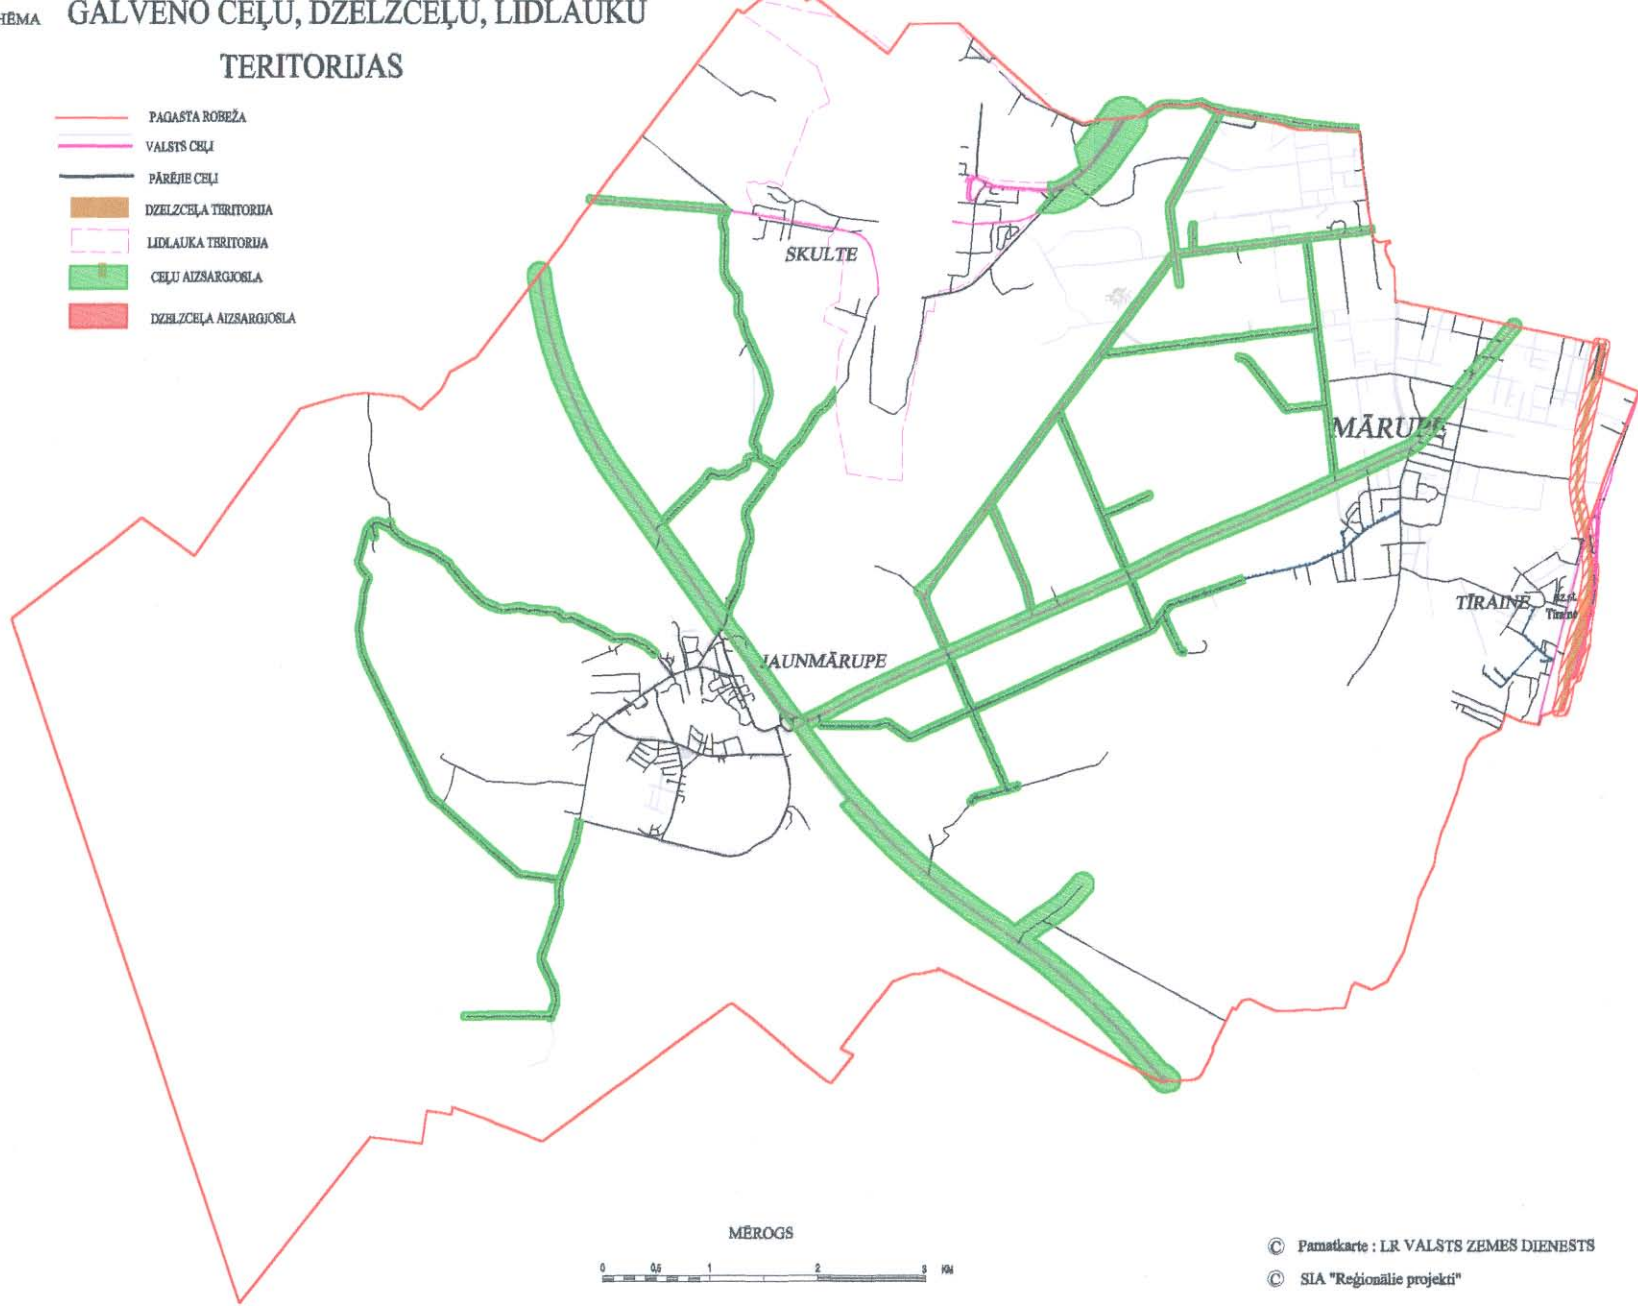 HĒMA GALVENO CEĻU, DZELZCEĻU, LIDLAUKU
TERITORIJAS
PAGASTA ROBEŽA
VALSTS CEĻI
PĀRĒJIE CEĻI
DZELZCEĻA TERITORIJA
LIDLAUKA TERITORIJA
CEĻU AIZSARGJOSLA
DZELZCEĻA AIZSARGJOSLA
SKULTE
MĀRUPE
TĪRAINE
JAUNMĀRUPE
MĒROGS
0 0,5 1 2 3 KM
© Pamatkarte : LR VALSTS ZEMES DIENESTS
© SIA "Reģionālie projekti"